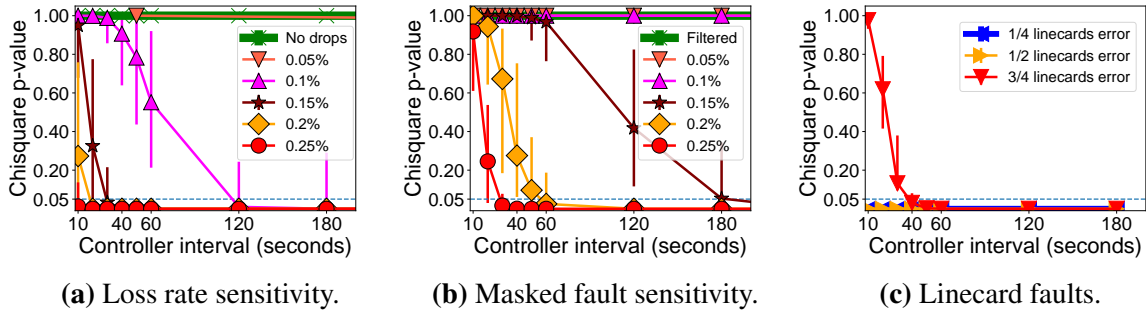 Chisquare p-value
1.00
0.80
0.60
0.40
0.20
0.05
No drops
0.05%
0.1%
0.15%
0.2%
0.25%
10 40 60 120 180
Controller interval (seconds)
(a) Loss rate sensitivity.
Chisquare p-value
1.00
0.80
0.60
0.40
0.20
0.05
Filtered
0.05%
0.1%
0.15%
0.2%
0.25%
10 40 60 120 180
Controller interval (seconds)
(b) Masked fault sensitivity.
Chisquare p-value
1.00
0.80
0.60
0.40
0.20
0.05
1/4 linecards error
1/2 linecards error
3/4 linecards error
10 40 60 120 180
Controller interval (seconds)
(c) Linecard faults.